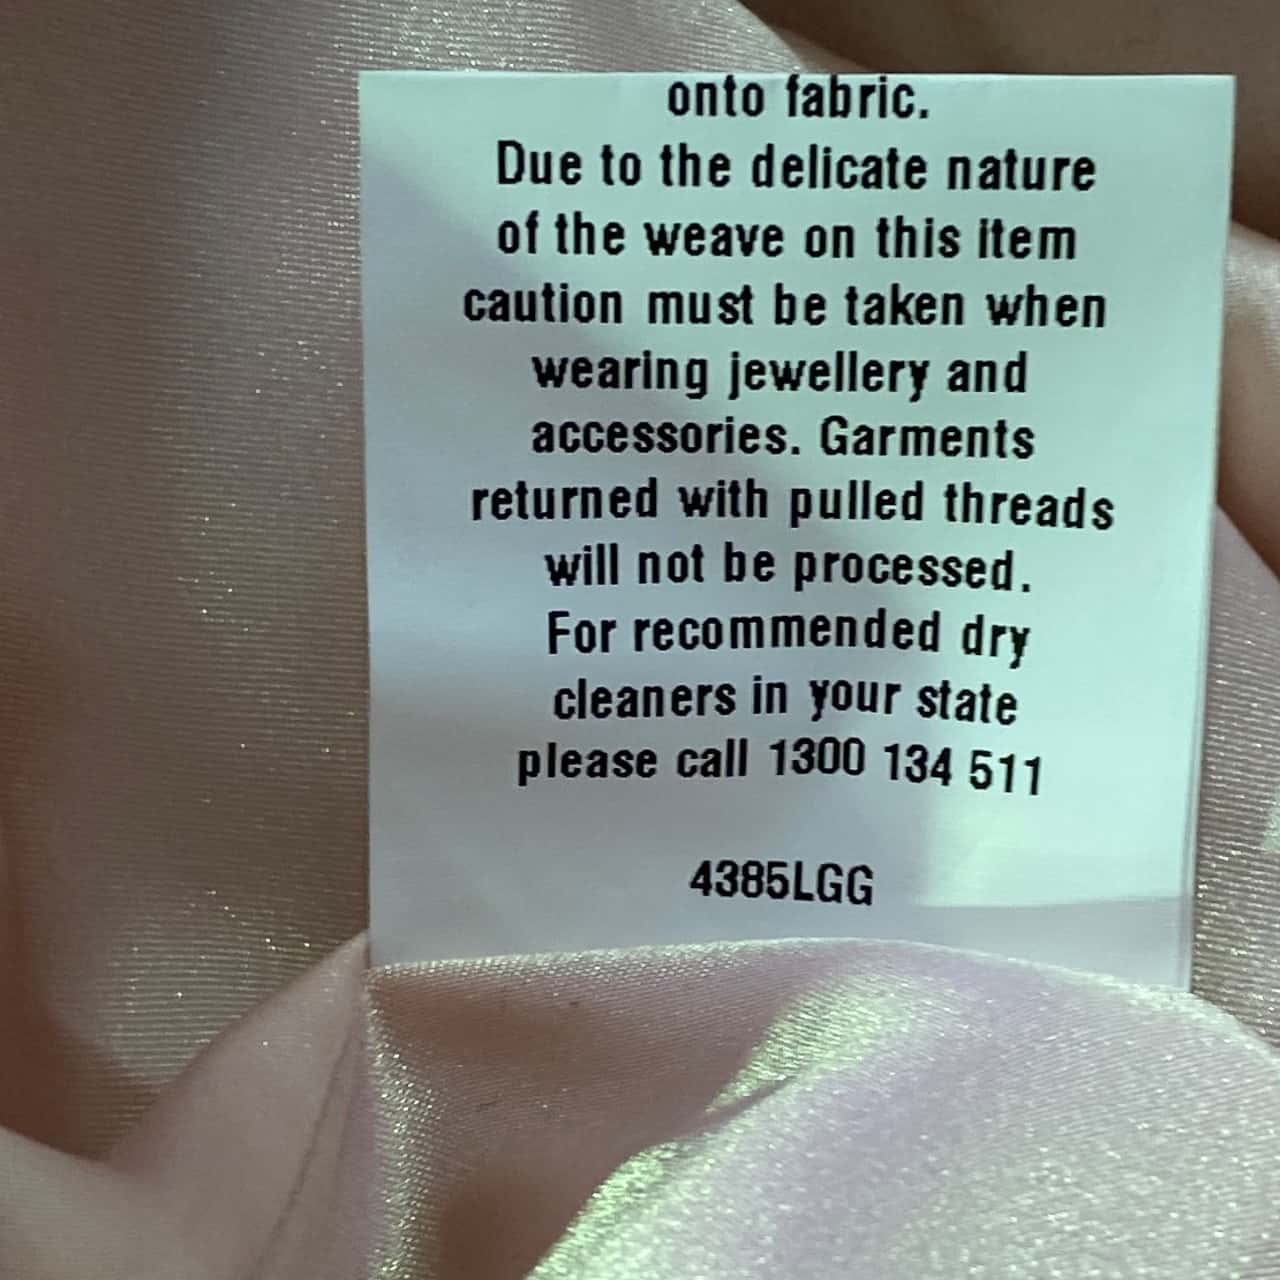 onto fabric.
Due to the delicate nature
of the weave on this item
caution must be taken when
wearing jewellery and
accessories. Garments
returned with pulled threads
will not be processed.
For recommended dry
cleaners in your state
please call 1300 134 511
4385LGG